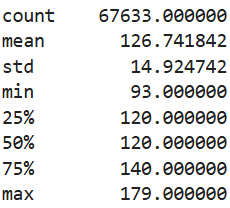 count 67633.000000
mean 126.741842
std 14.924742
min 93.000000
25% 120.000000
50% 120.000000
75% 140.000000
max 179.000000